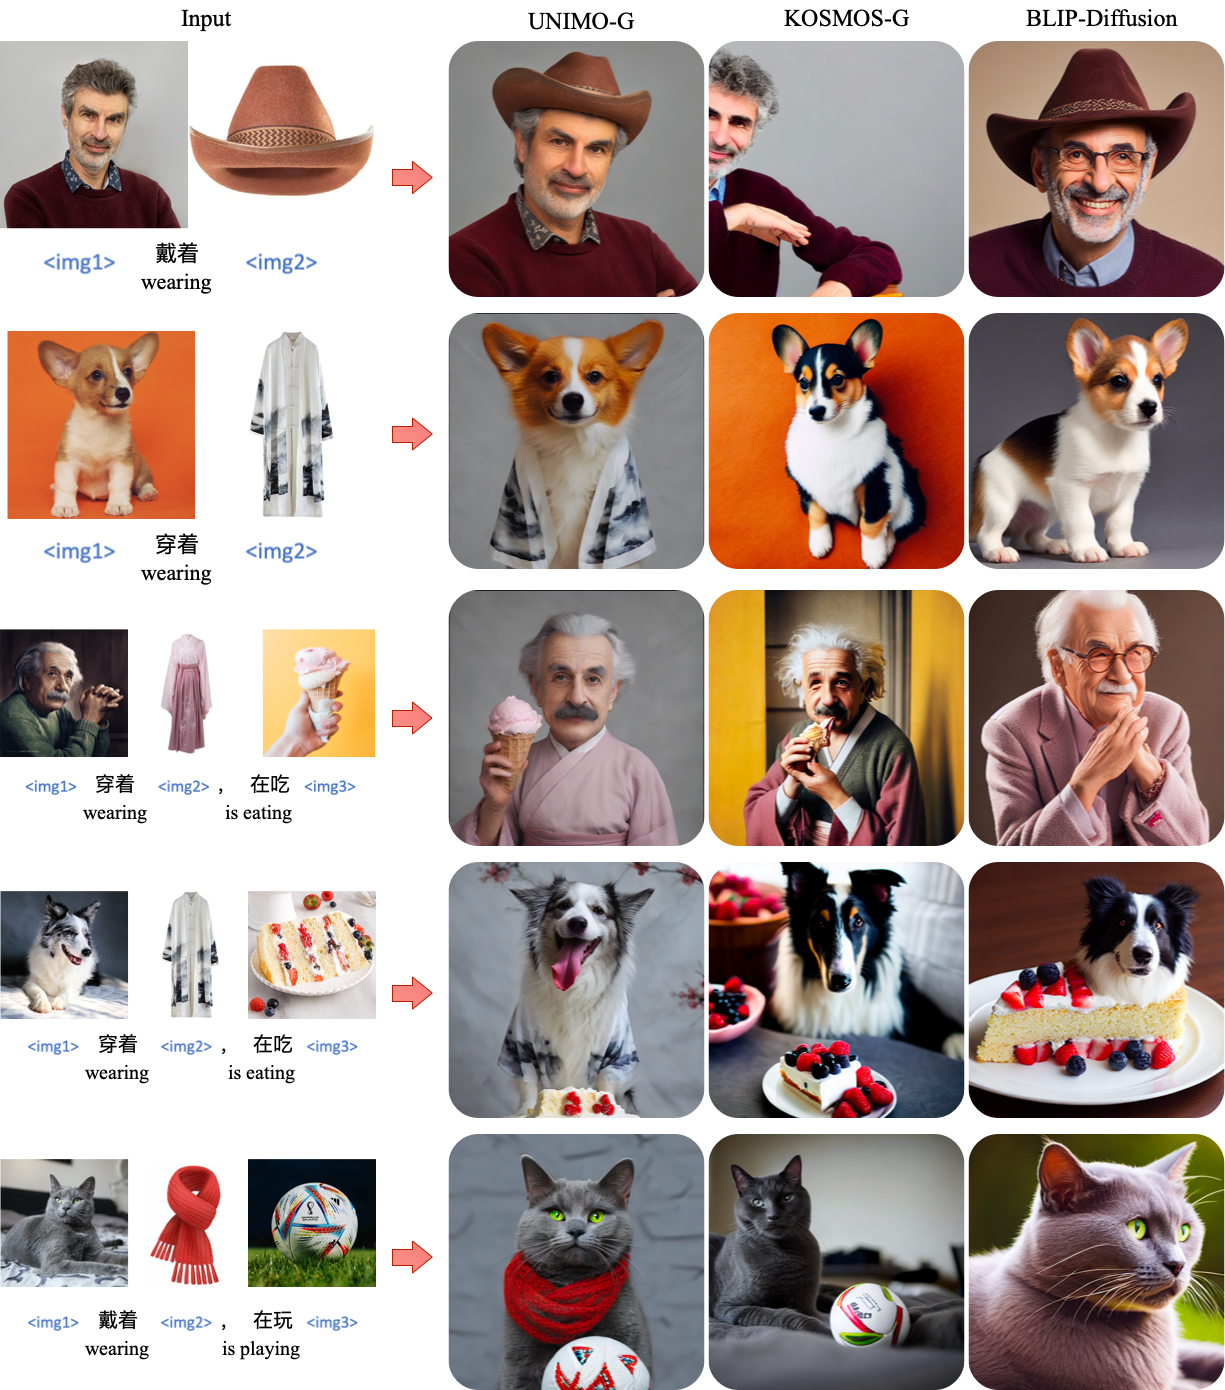 Input
UNIMO-G
KOSMOS-G
BLIP-Diffusion
<img1> 戴着 <img2>
wearing
<img1> 穿着 <img2>
wearing
<img1> 穿着 <img2> , 在吃 <img3>
wearing is eating
<img1> 穿着 <img2> , 在吃 <img3>
wearing is eating
<img1> 戴着 <img2> , 在玩 <img3>
wearing is playing